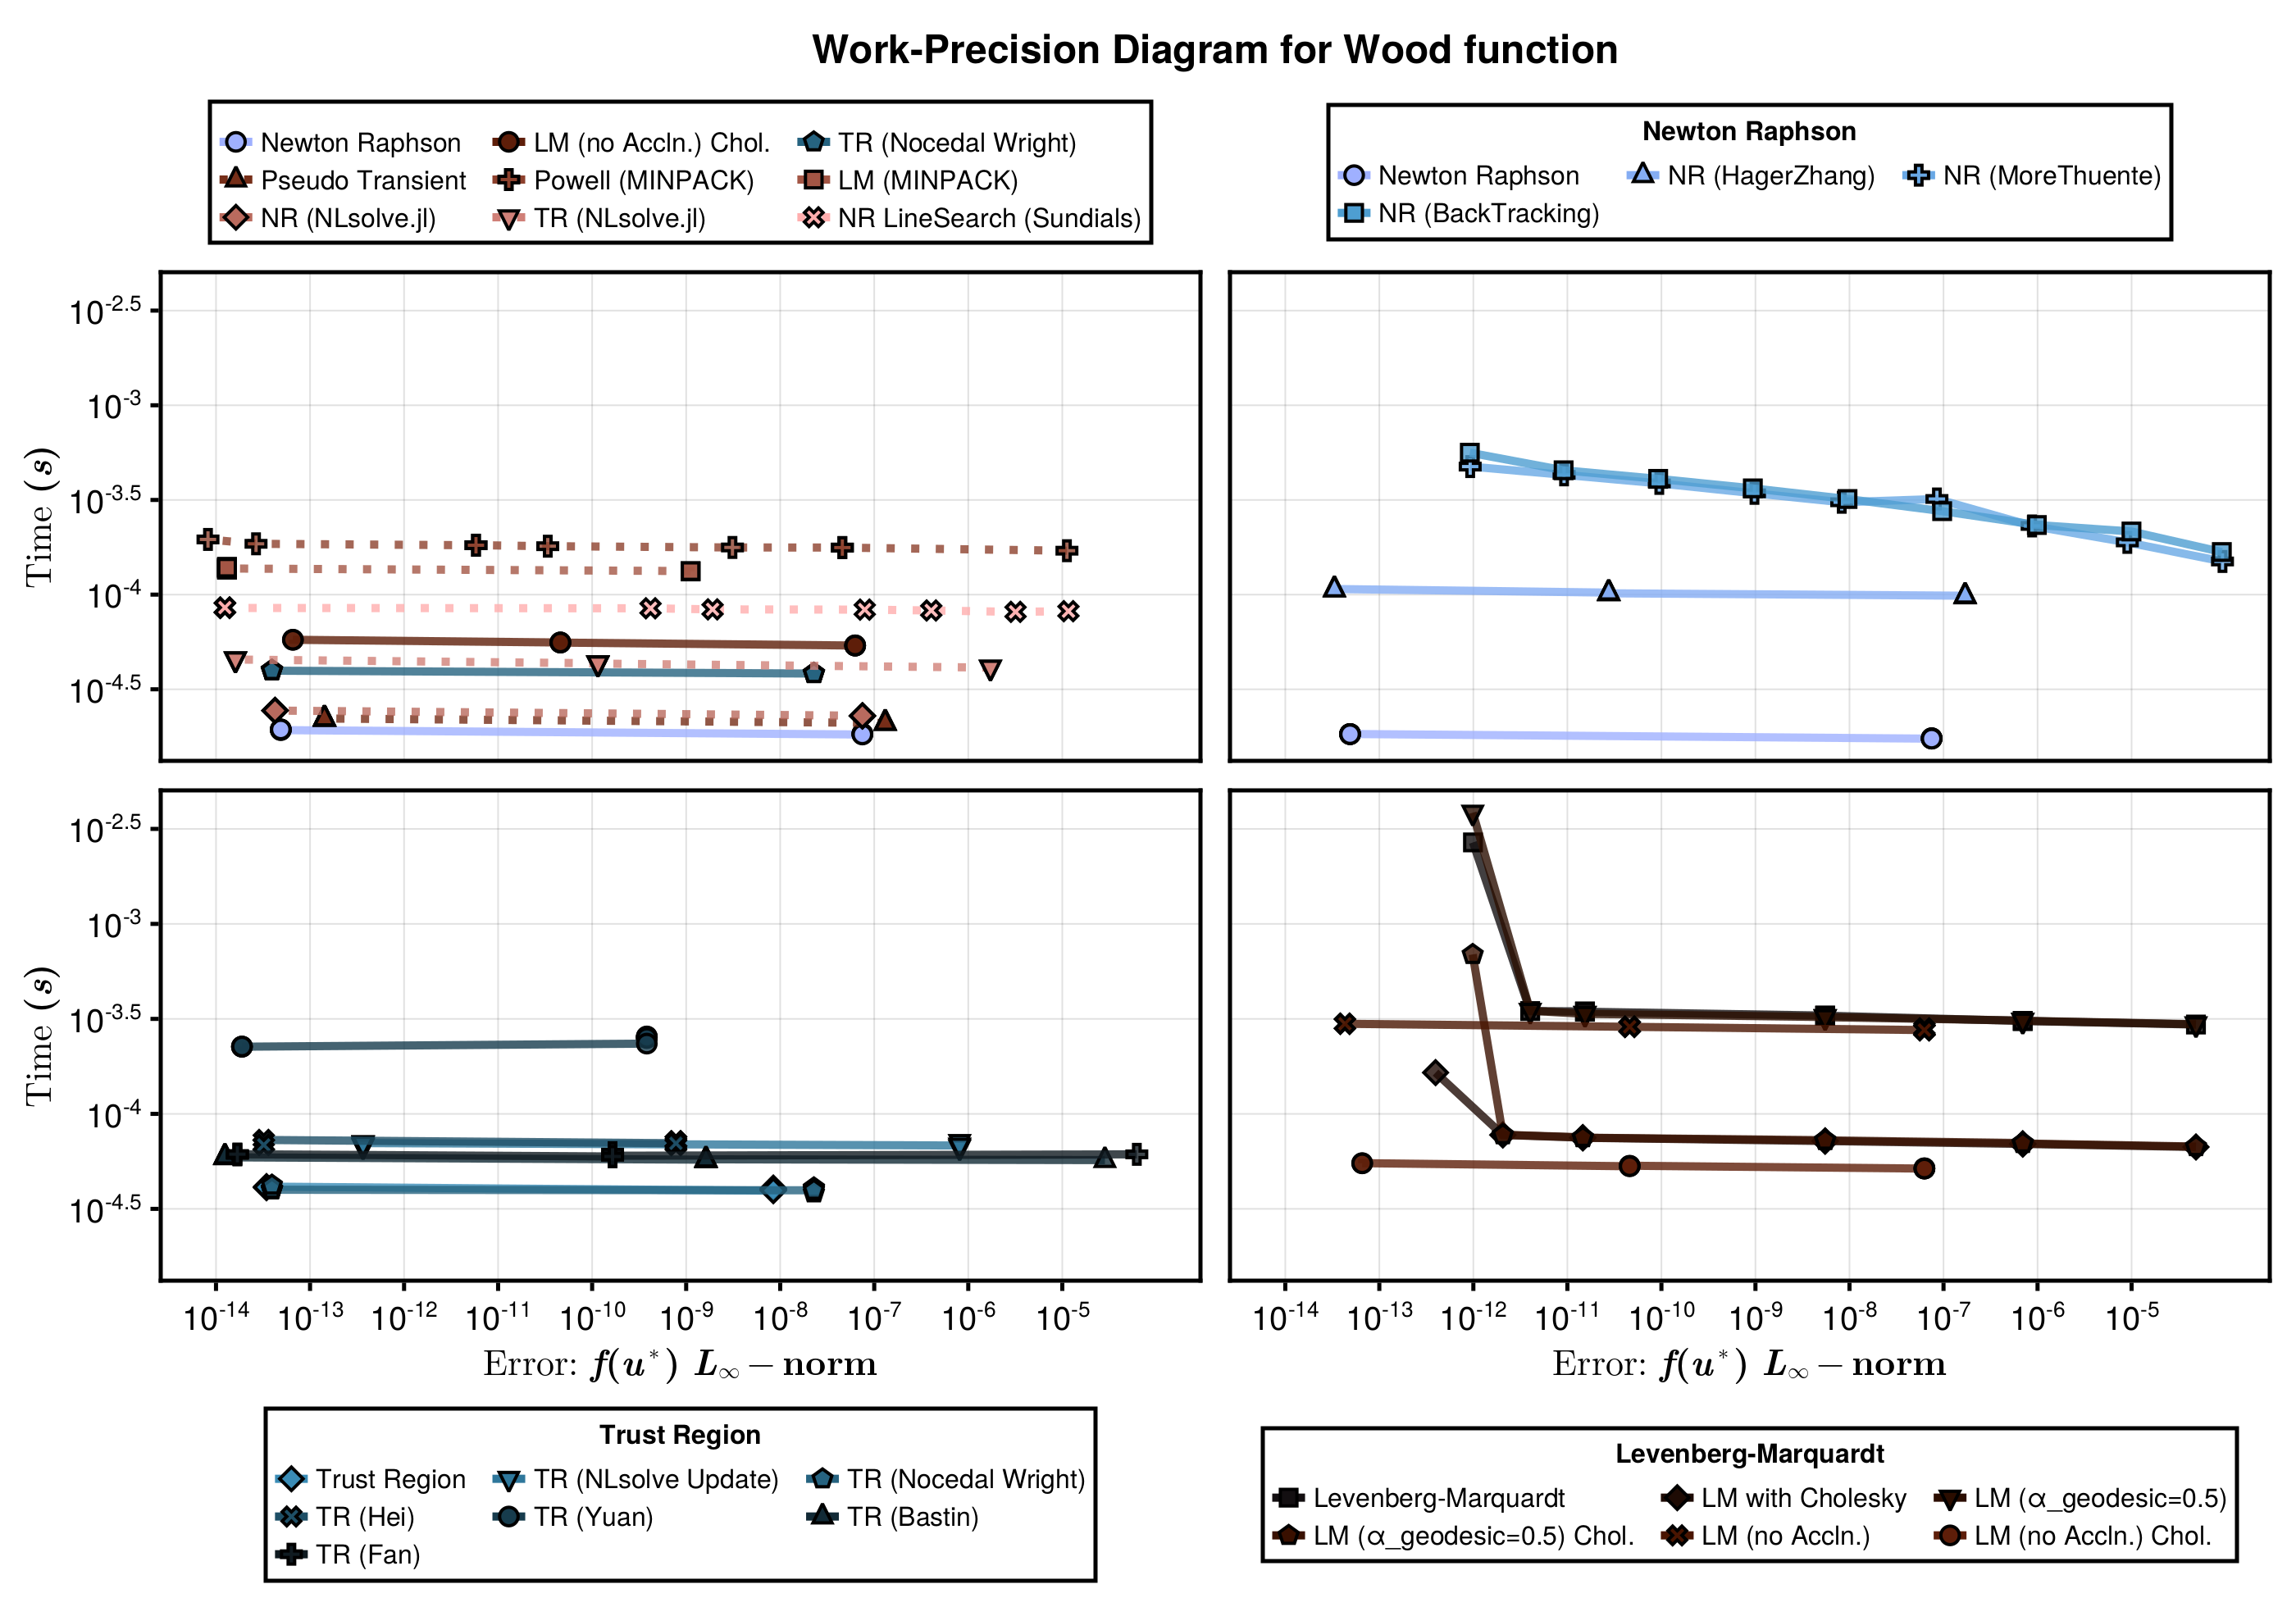 Work-Precision Diagram for Wood function
Newton Raphson LM (no Accln.) Chol. TR (Nocedal Wright)
Pseudo Transient Powell (MINPACK) LM (MINPACK)
NR (NLsolve.jl) TR (NLsolve.jl) NR LineSearch (Sundials)
Newton Raphson
Newton Raphson NR (HagerZhang) NR (MoreThuente)
NR (BackTracking)
10^-2.5
10^-3
10^-3.5
10^-4
10^-4.5
Time (s)
10^-2.5
10^-3
10^-3.5
10^-4
10^-4.5
Time (s)
10^-14 10^-13 10^-12 10^-11 10^-10 10^-9 10^-8 10^-7 10^-6 10^-5
Error: f(u*) L∞ – norm
10^-14 10^-13 10^-12 10^-11 10^-10 10^-9 10^-8 10^-7 10^-6 10^-5
Error: f(u*) L∞ – norm
Trust Region
Trust Region TR (NLsolve Update) TR (Nocedal Wright)
TR (Hei) TR (Yuan) TR (Bastin)
TR (Fan)
Levenberg-Marquardt
Levenberg-Marquardt LM with Cholesky LM (α_geodesic=0.5)
LM (α_geodesic=0.5) Chol. LM (no Accln.) LM (no Accln.) Chol.